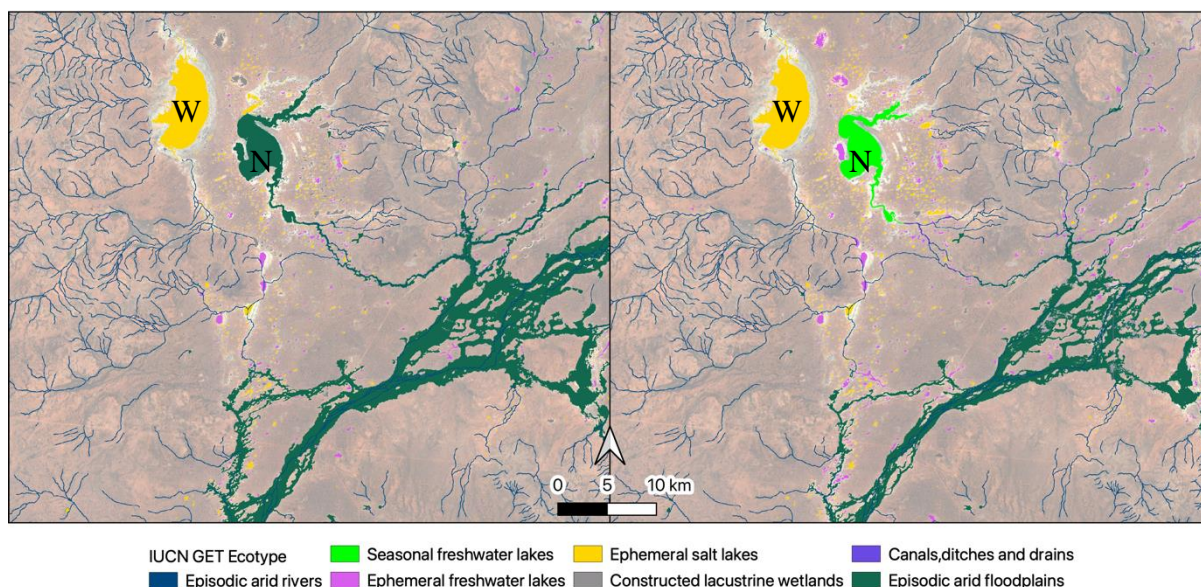 W
N
W
N
0 5 10 km
IUCN GET Ecotype
Seasonal freshwater lakes
Ephemeral salt lakes
Canals,ditches and drains
Episodic arid rivers
Ephemeral freshwater lakes
Constructed lacustrine wetlands
Episodic arid floodplains